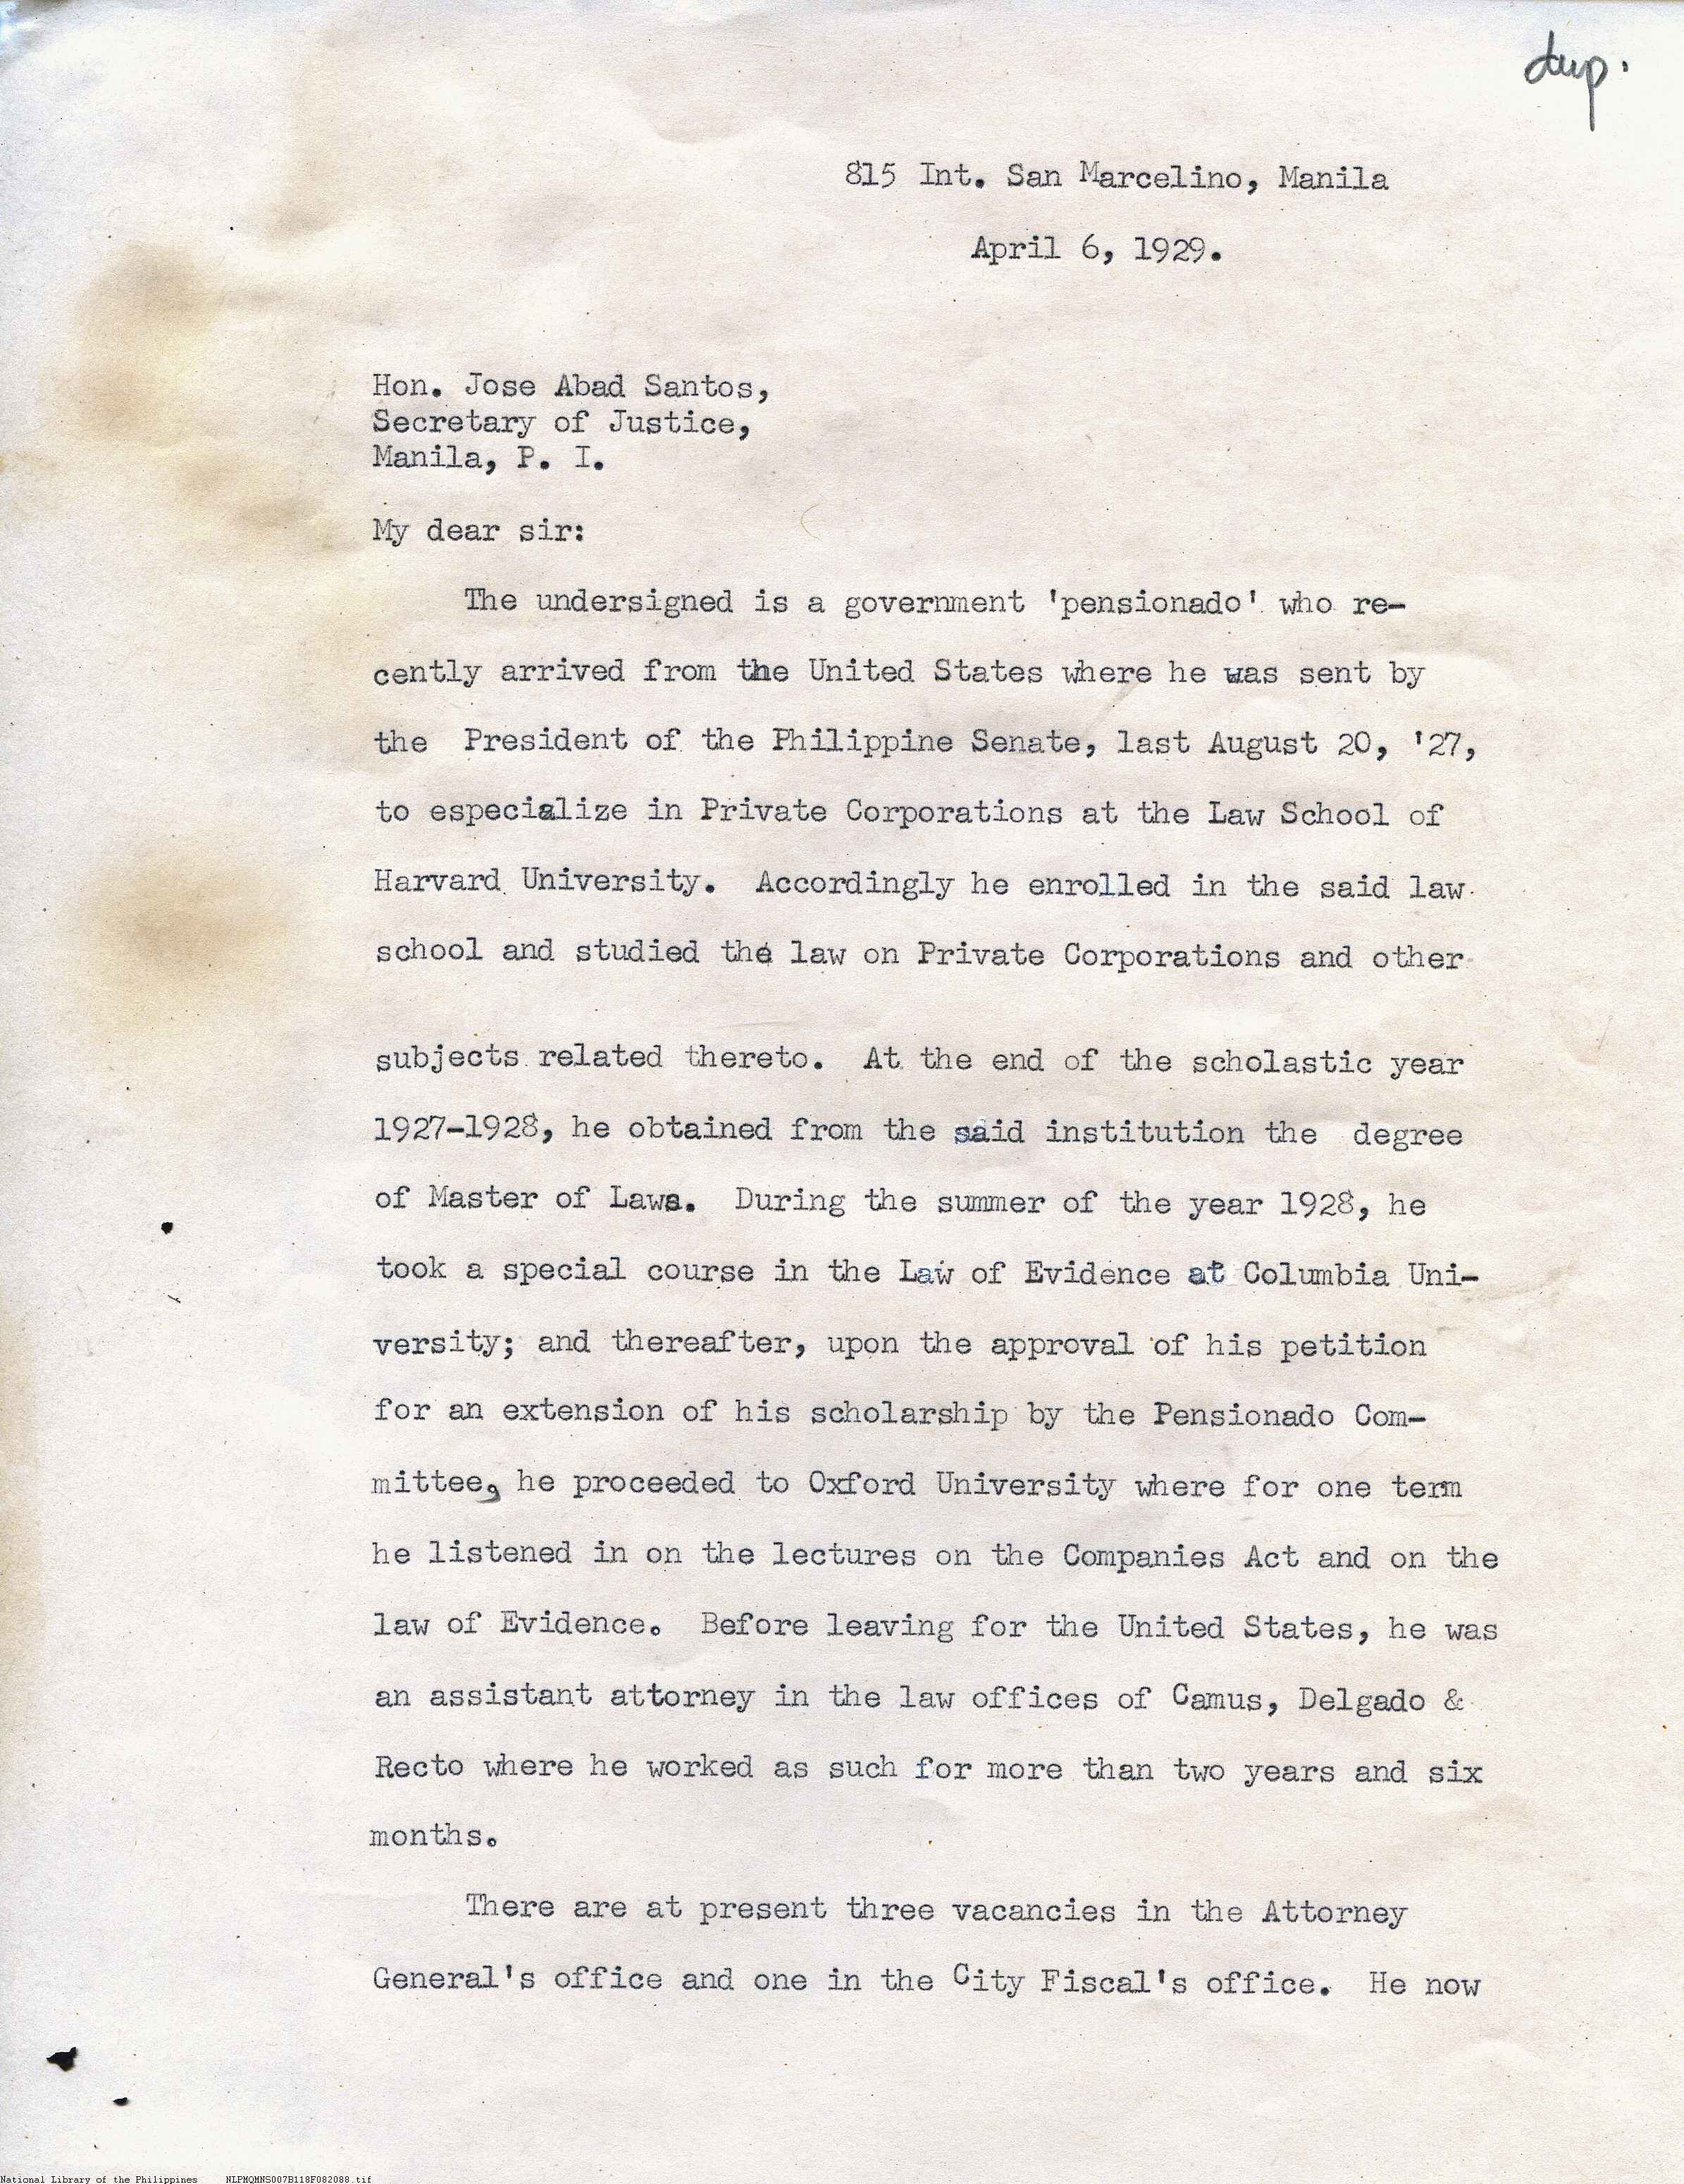 dup.
815 Int. San Marcelino, Manila
April 6, 1929.
Hon. Jose Abad Santos,
Secretary of Justice,
Manila, P. I.
My dear sir:
The undersigned is a government 'pensionado' who re-
cently arrived from the United States where he was sent by
the President of the Philippine Senate, last August 20, '27,
to especialize in Private Corporations at the Law School of
Harvard University. Accordingly he enrolled in the said law
school and studied the law on Private Corporations and other
subjects related thereto. At the end of the scholastic year
1927-1928, he obtained from the said institution the degree
of Master of Laws. During the summer of the year 1928, he
took a special course in the Law of Evidence at Columbia Uni-
versity; and thereafter, upon the approval of his petition
for an extension of his scholarship by the Pensionado Com-
mittee, he proceeded to Oxford University where for one term
he listened in on the lectures on the Companies Act and on the
law of Evidence. Before leaving for the United States, he was
an assistant attorney in the law offices of Camus, Delgado &
Recto where he worked as such for more than two years and six
months.
There are at present three vacancies in the Attorney
General's office and one in the City Fiscal's office. He now
National Library of the Philippines NLPMQMNS007B118F082088.tif